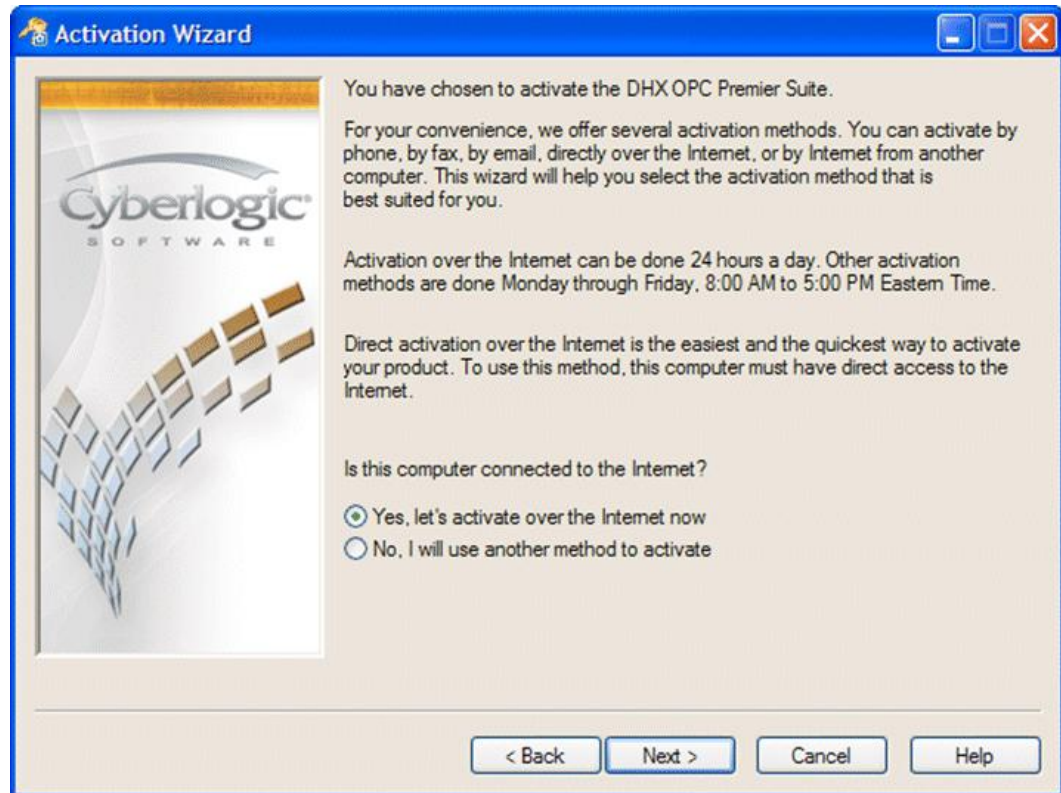 Activation Wizard
Cyberlogic
SOFTWARE
You have chosen to activate the DHX OPC Premier Suite.
For your convenience, we offer several activation methods. You can activate by
phone, by fax, by email, directly over the Internet, or by Internet from another
computer. This wizard will help you select the activation method that is
best suited for you.
Activation over the Internet can be done 24 hours a day. Other activation
methods are done Monday through Friday, 8:00 AM to 5:00 PM Eastern Time.
Direct activation over the Internet is the easiest and the quickest way to activate
your product. To use this method, this computer must have direct access to the
Internet.
Is this computer connected to the Internet?
Yes, let's activate over the Internet now
No, I will use another method to activate
< Back Next > Cancel Help